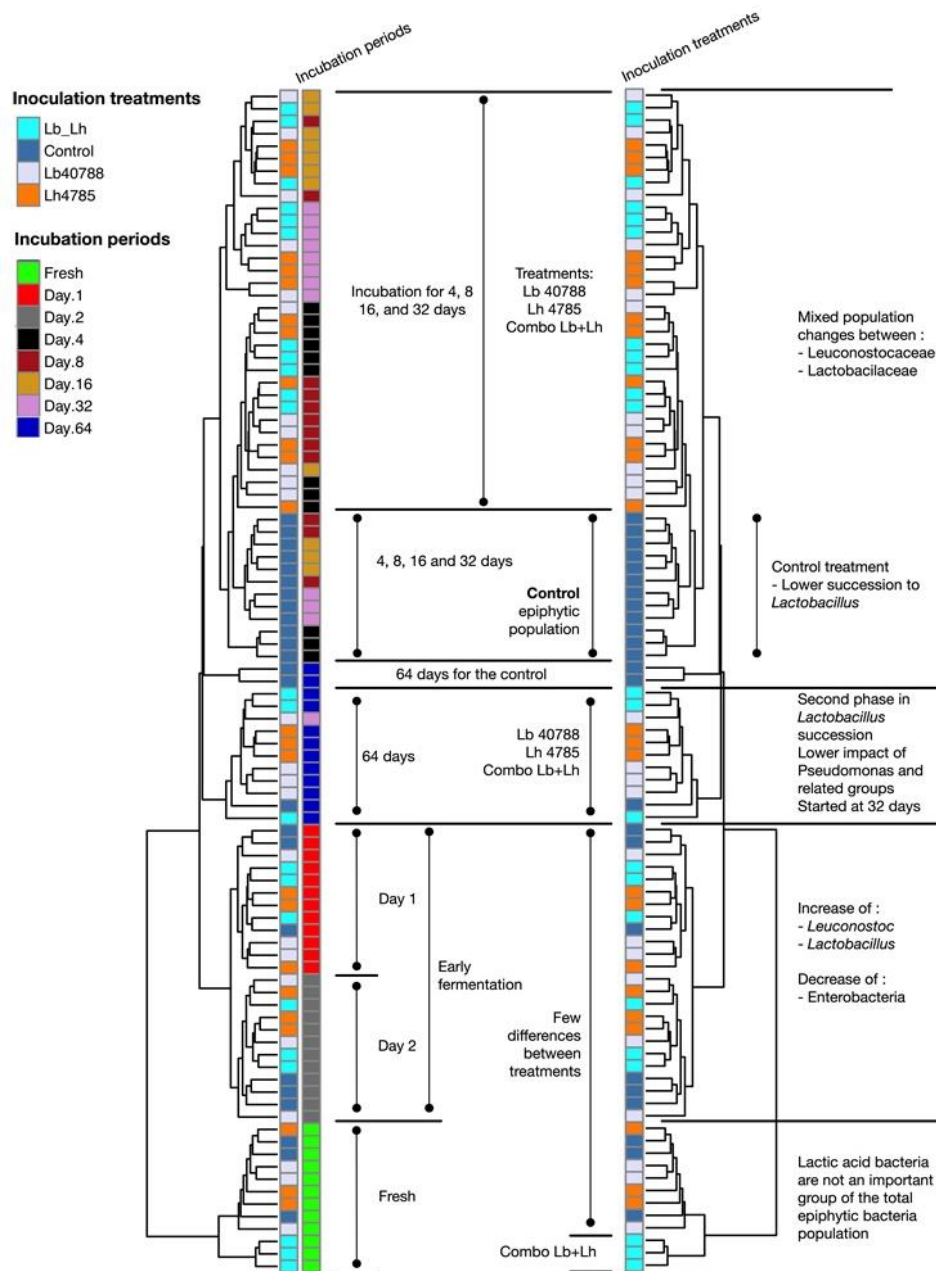 Incubation periods
Inoculation treatments
Inoculation treatments
Lb_Lh
Control
Lb40788
Lh4785
Incubation periods
Fresh
Day.1
Day.2
Day.4
Day.8
Day.16
Day.32
Day.64
Incubation for 4, 8
16, and 32 days
Treatments:
Lb 40788
Lh 4785
Combo Lb+Lh
Mixed population
changes between :
- Leuconostocaceae
- Lactobacilaceae
4, 8, 16 and 32 days
Control
epiphytic
population
Control treatment
- Lower succession to
Lactobacillus
64 days for the control
64 days
Lb 40788
Lh 4785
Combo Lb+Lh
Second phase in
Lactobacillus
succession
Lower impact of
Pseudomonas and
related groups
Started at 32 days
Day 1
Early
fermentation
Day 2
Few
differences
between
treatments
Increase of :
- Leuconostoc
- Lactobacillus
Decrease of :
- Enterobacteria
Fresh
Combo Lb+Lh
Lactic acid bacteria
are not an important
group of the total
epiphytic bacteria
population